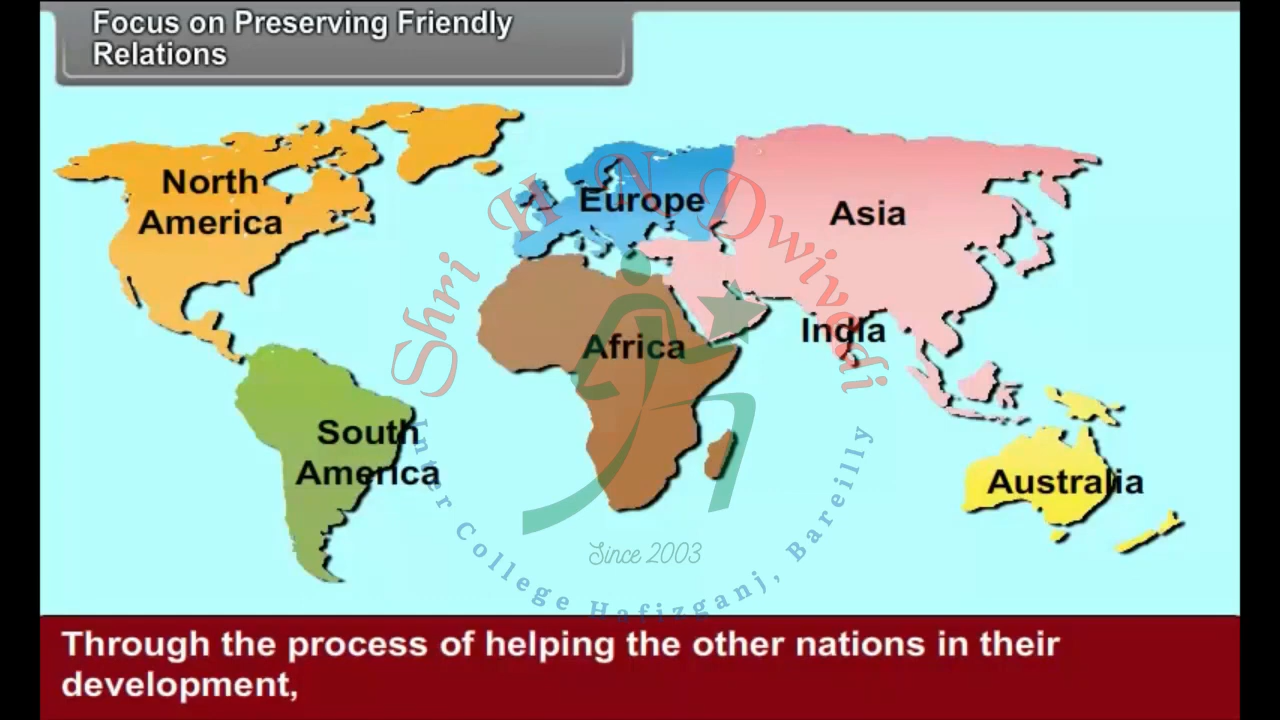 Focus on Preserving Friendly
Relations
North
America
Europe
Asia
India
Africa
South
America
Australia
Shri H N Dwivedi
Inter College Hafizganj, Bareilly
Since 2003
Through the process of helping the other nations in their
development,